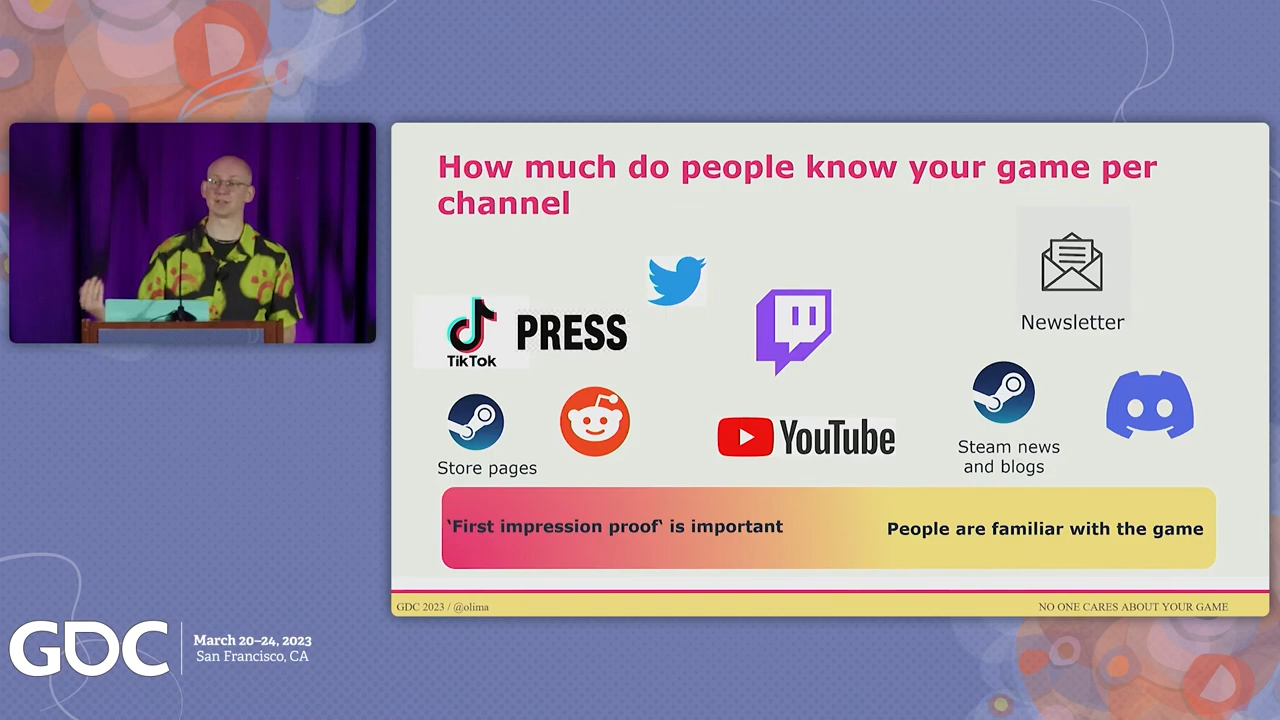 How much do people know your game per
channel
TikTok
PRESS
Newsletter
Store pages
YouTube
Steam news
and blogs
‘First impression proof‘ is important
People are familiar with the game
GDC 2023 / @olima
NO ONE CARES ABOUT YOUR GAME
GDC
March 20–24, 2023
San Francisco, CA